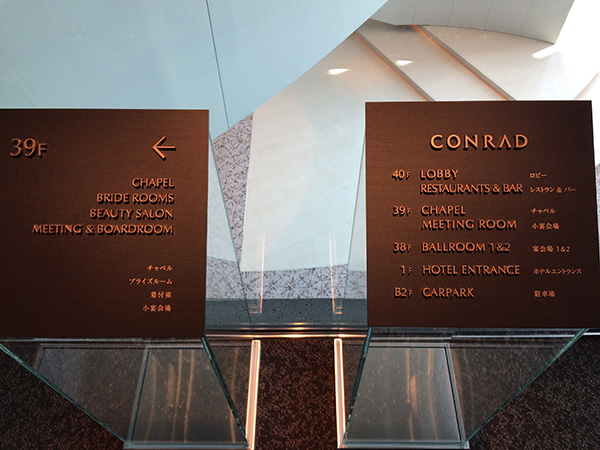 39F ←
CHAPEL
BRIDE ROOMS
BEAUTY SALON
MEETING & BOARDROOM
チャペル
ブライズルーム
着付室
小宴会場
CONRAD
40F LOBBY ロビー
RESTAURANTS & BAR レストラン & バー
39F CHAPEL チャペル
MEETING ROOM 小宴会場
38F BALLROOM 1&2 宴会場 1&2
1F HOTEL ENTRANCE ホテルエントランス
B2F CARPARK 駐車場